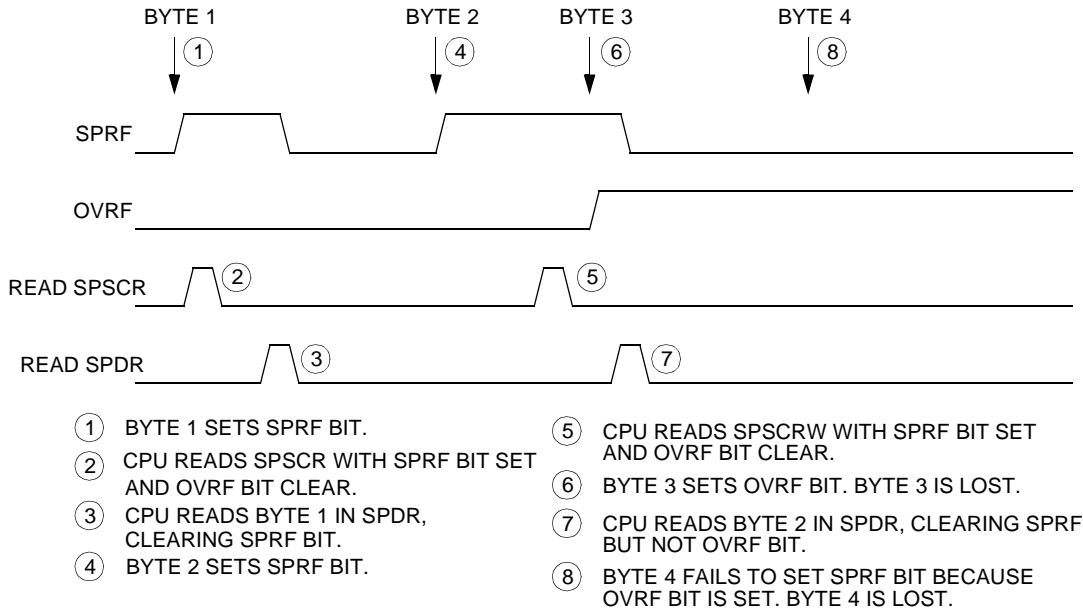 BYTE 1 BYTE 2 BYTE 3 BYTE 4
1 4 6 8
SPRF
OVRF
READ SPSCR 2 5
READ SPDR 3 7
1 BYTE 1 SETS SPRF BIT.
2 CPU READS SPSCR WITH SPRF BIT SET
AND OVRF BIT CLEAR.
3 CPU READS BYTE 1 IN SPDR,
CLEARING SPRF BIT.
4 BYTE 2 SETS SPRF BIT.
5 CPU READS SPSCRW WITH SPRF BIT SET
AND OVRF BIT CLEAR.
6 BYTE 3 SETS OVRF BIT. BYTE 3 IS LOST.
7 CPU READS BYTE 2 IN SPDR, CLEARING SPRF
BUT NOT OVRF BIT.
8 BYTE 4 FAILS TO SET SPRF BIT BECAUSE
OVRF BIT IS SET. BYTE 4 IS LOST.